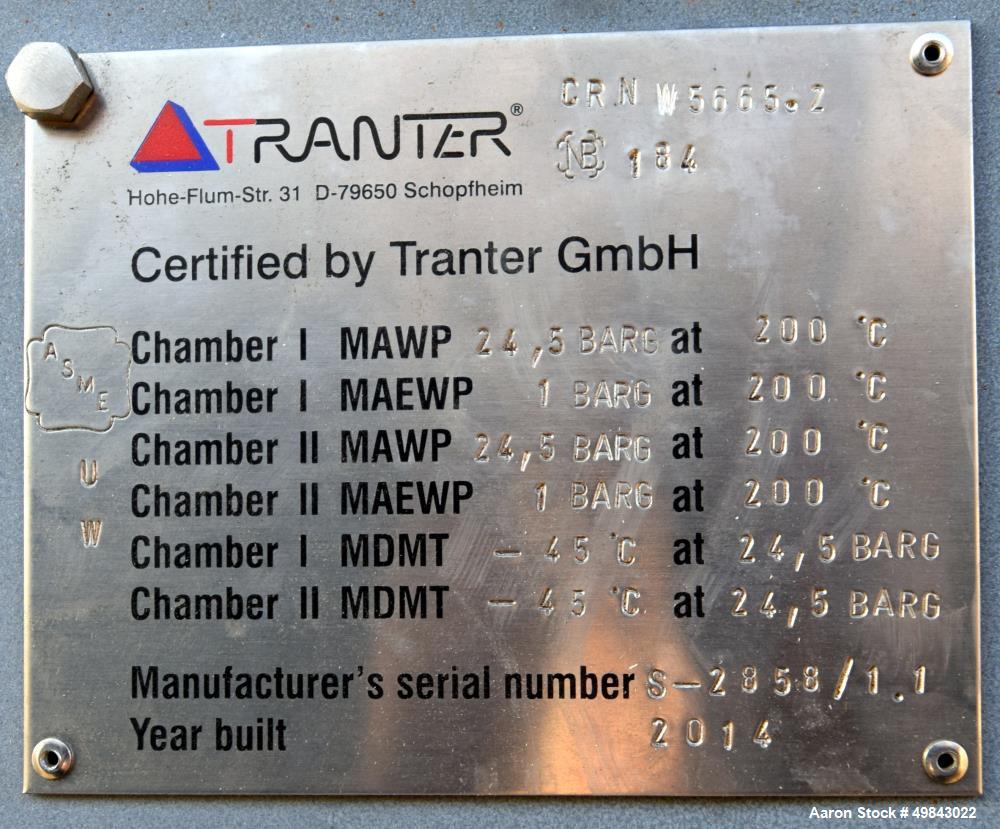 TRANTER®
CRN W5665.2
NB 184
Hohe-Flum-Str. 31 D-79650 Schopfheim
Certified by Tranter GmbH
ASME
U
W
Chamber I MAWP 24,5 BARG at 200 °C
Chamber I MAEWP 1 BARG at 200 °C
Chamber II MAWP 24,5 BARG at 200 °C
Chamber II MAEWP 1 BARG at 200 °C
Chamber I MDMT - 45 °C at 24,5 BARG
Chamber II MDMT - 45 °C at 24,5 BARG
Manufacturer's serial number S-2858/1.1
Year built 2014
Aaron Stock # 49843022